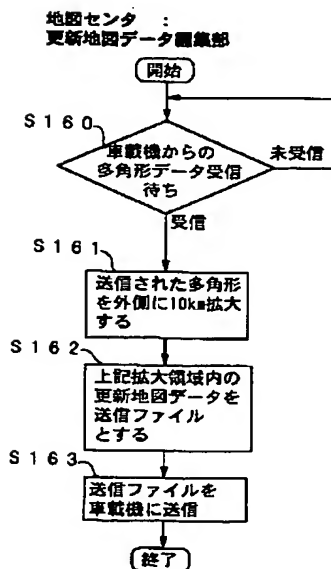 地図センタ :
更新地図データ編集部
開始
S160
車載機からの
多角形データ受信
待ち
未受信
受信
S161
送信された多角形
を外側に10km拡大
する
S162
上記拡大領域内の
更新地図データを
送信ファイル
とする
S163
送信ファイルを
車載機に送信
終了